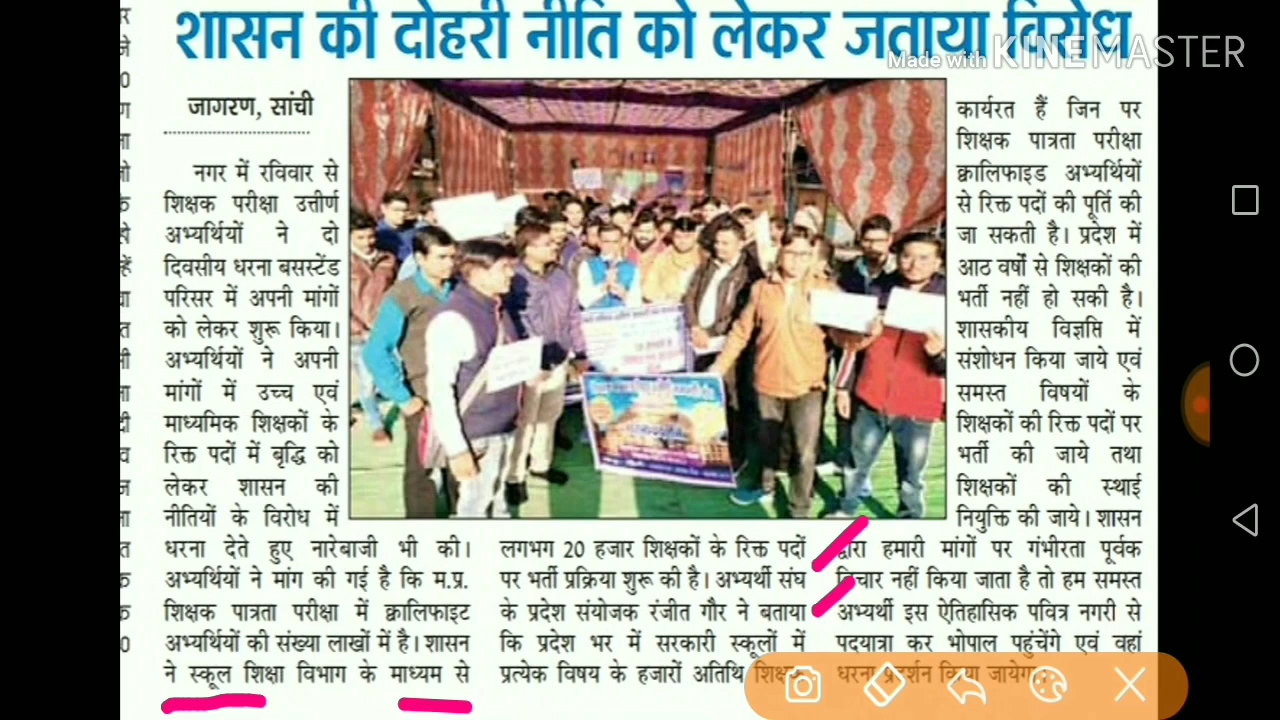 शासन की दोहरी नीति को लेकर जताया विरोध
Made with KINEMASTER
जागरण, सांची
नगर में रविवार से
शिक्षक परीक्षा उत्तीर्ण
अभ्यर्थियों ने दो
दिवसीय धरना बसस्टेंड
परिसर में अपनी मांगों
को लेकर शुरू किया।
अभ्यर्थियों ने अपनी
मांगों में उच्च एवं
माध्यमिक शिक्षकों के
रिक्त पदों में बृद्धि को
लेकर शासन की
नीतियों के विरोध में
धरना देते हुए नारेबाजी भी की।
अभ्यर्थियों ने मांग की गई है कि म.प्र.
शिक्षक पात्रता परीक्षा में क्वालिफाइट
अभ्यर्थियों की संख्या लाखों में है। शासन
ने स्कूल शिक्षा विभाग के माध्यम से
लगभग 20 हजार शिक्षकों के रिक्त पदों
पर भर्ती प्रक्रिया शुरू की है। अभ्यर्थी संघ
के प्रदेश संयोजक रंजीत गौर ने बताया
कि प्रदेश भर में सरकारी स्कूलों में
प्रत्येक विषय के हजारों अतिथि शिक्षक
कार्यरत हैं जिन पर
शिक्षक पात्रता परीक्षा
क्वालिफाइड अभ्यर्थियों
से रिक्त पदों की पूर्ति की
जा सकती है। प्रदेश में
आठ वर्षों से शिक्षकों की
भर्ती नहीं हो सकी है।
शासकीय विज्ञप्ति में
संशोधन किया जाये एवं
समस्त विषयों के
शिक्षकों की रिक्त पदों पर
भर्ती की जाये तथा
शिक्षकों की स्थाई
नियुक्ति की जाये। शासन
द्वारा हमारी मांगों पर गंभीरता पूर्वक
विचार नहीं किया जाता है तो हम समस्त
अभ्यर्थी इस ऐतिहासिक पवित्र नगरी से
पदयात्रा कर भोपाल पहुंचेंगे एवं वहां
धरना प्रदर्शन किया जायेगा।